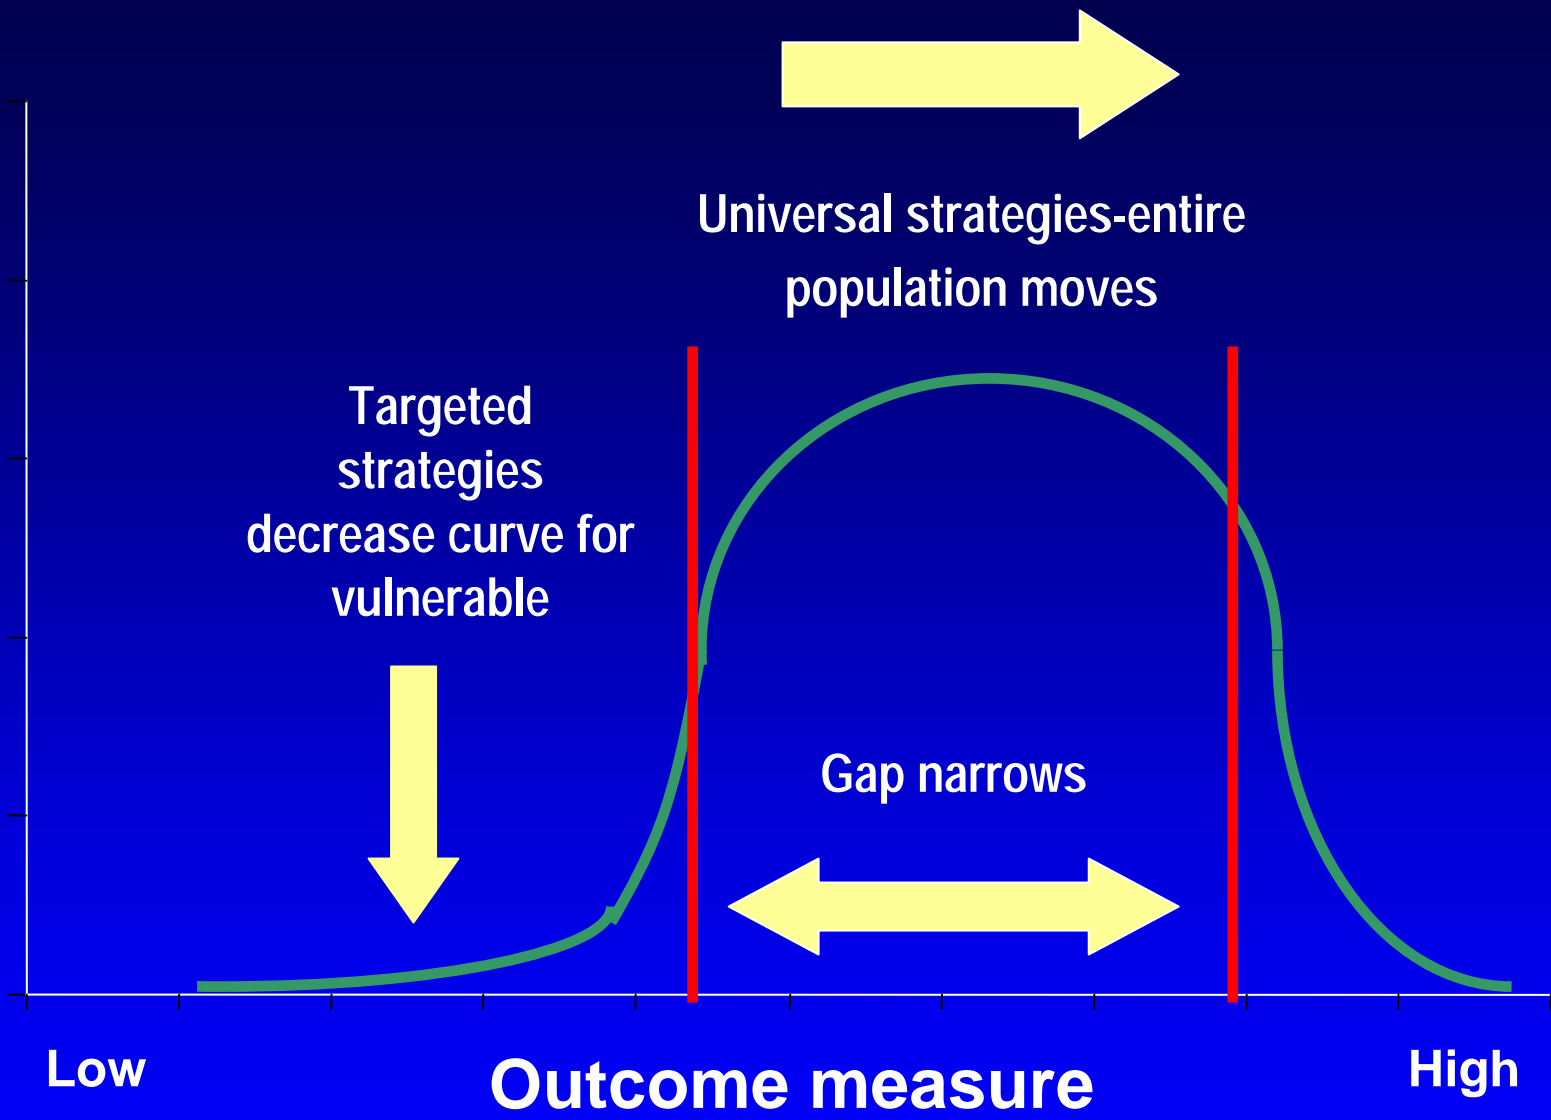 Universal strategies-entire
population moves
Targeted
strategies
decrease curve for
vulnerable
Gap narrows
Low
Outcome measure
High